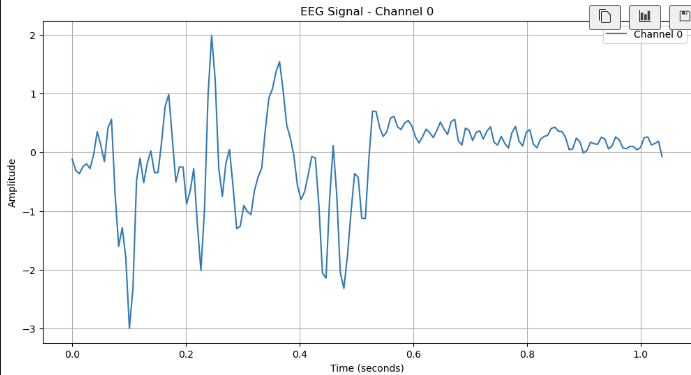 EEG Signal - Channel 0
Channel 0
2
1
0
−1
−2
−3
Amplitude
0.0 0.2 0.4 0.6 0.8 1.0
Time (seconds)